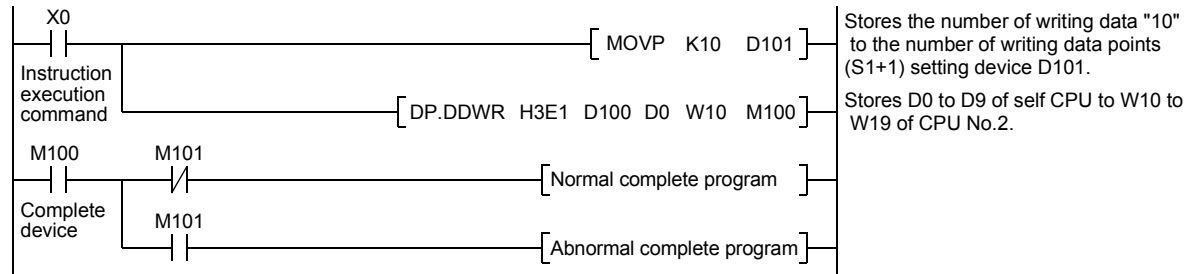 X0
MOVP K10 D101
Stores the number of writing data "10"
to the number of writing data points
(S1+1) setting device D101.
Instruction
execution
command
DP.DDWR H3E1 D100 D0 W10 M100
Stores D0 to D9 of self CPU to W10 to
W19 of CPU No.2.
M100 M101
Normal complete program
Complete
device
M101
Abnormal complete program